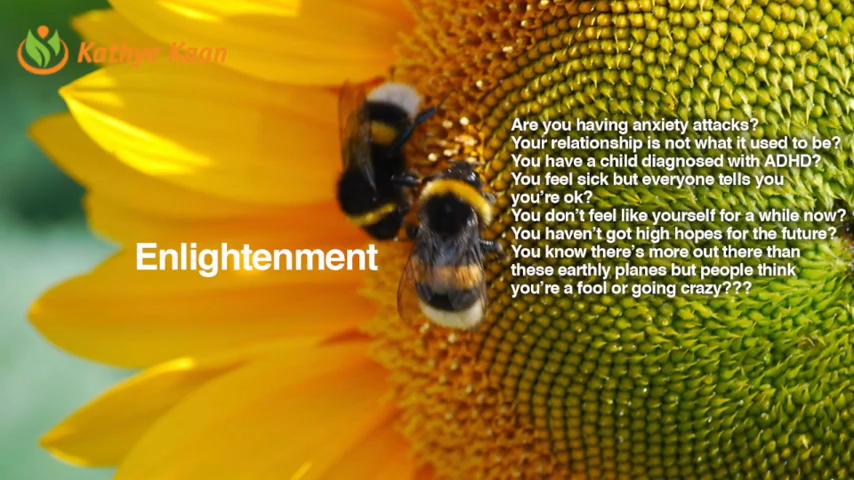 Kathye Kaan
Enlightenment
Are you having anxiety attacks?
Your relationship is not what it used to be?
You have a child diagnosed with ADHD?
You feel sick but everyone tells you
you're ok?
You don't feel like yourself for a while now?
You haven't got high hopes for the future?
You know there's more out there than
these earthly planes but people think
you're a fool or going crazy???